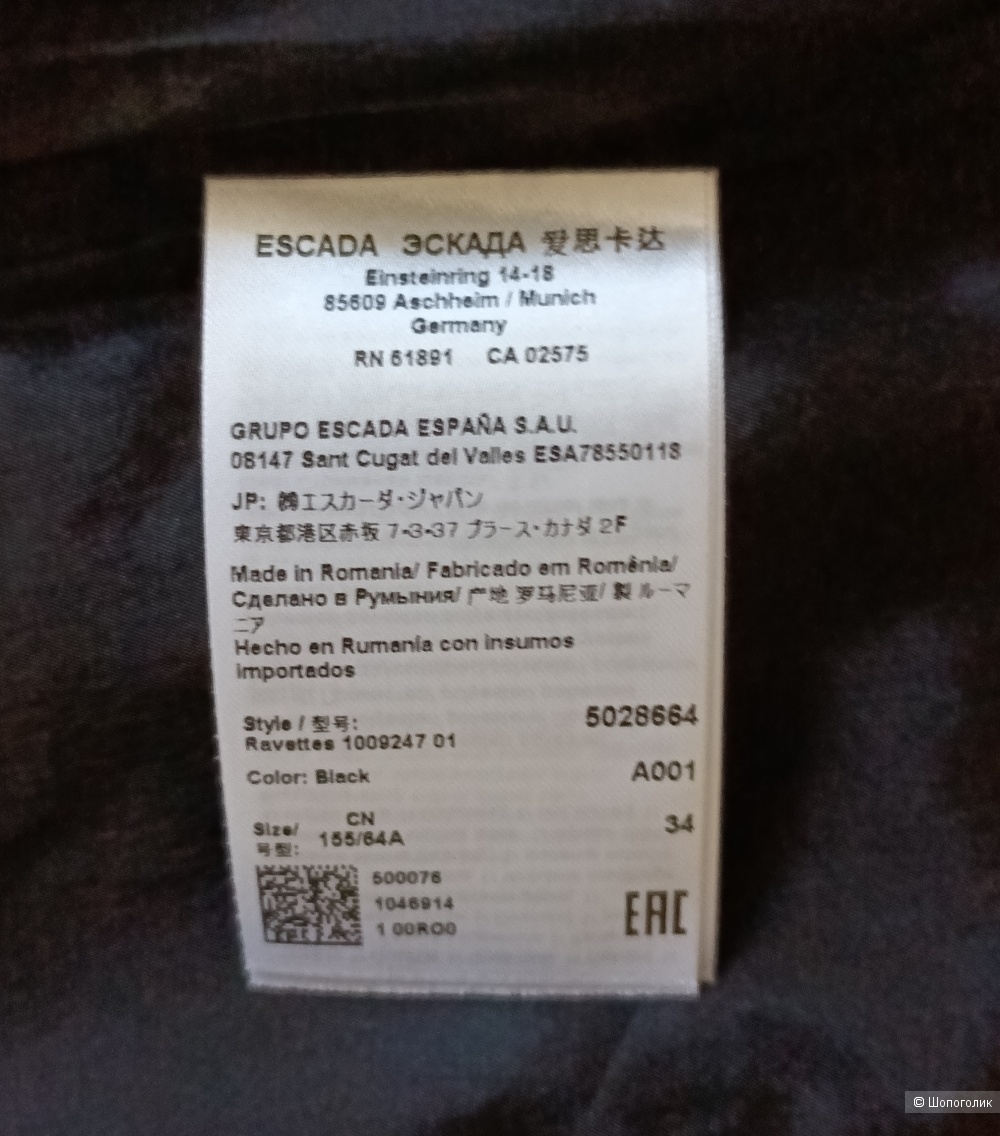 ESCADA ЭСКАДА 爱思卡达
Einsteinring 14-18
85609 Aschheim / Munich
Germany
RN 61891 CA 02575
GRUPO ESCADA ESPAÑA S.A.U.
08147 Sant Cugat del Valles ESA78550118
JP: ㈱エスカーダ・ジャパン
東京都港区赤坂 7-3-37 プラース・カナダ 2F
Made in Romania/ Fabricado em Romênia/
Сделано в Румыния/ 产地 罗马尼亚/ 製 ルーマ
ニア
Hecho en Rumanía con insumos
importados
Style / 型号: 5028664
Ravettes 1009247 01
Color: Black A001
CN 34
Size/ 155/64A
号型:
500076
1046914
1 00RO0
EAC
© Шопоголик